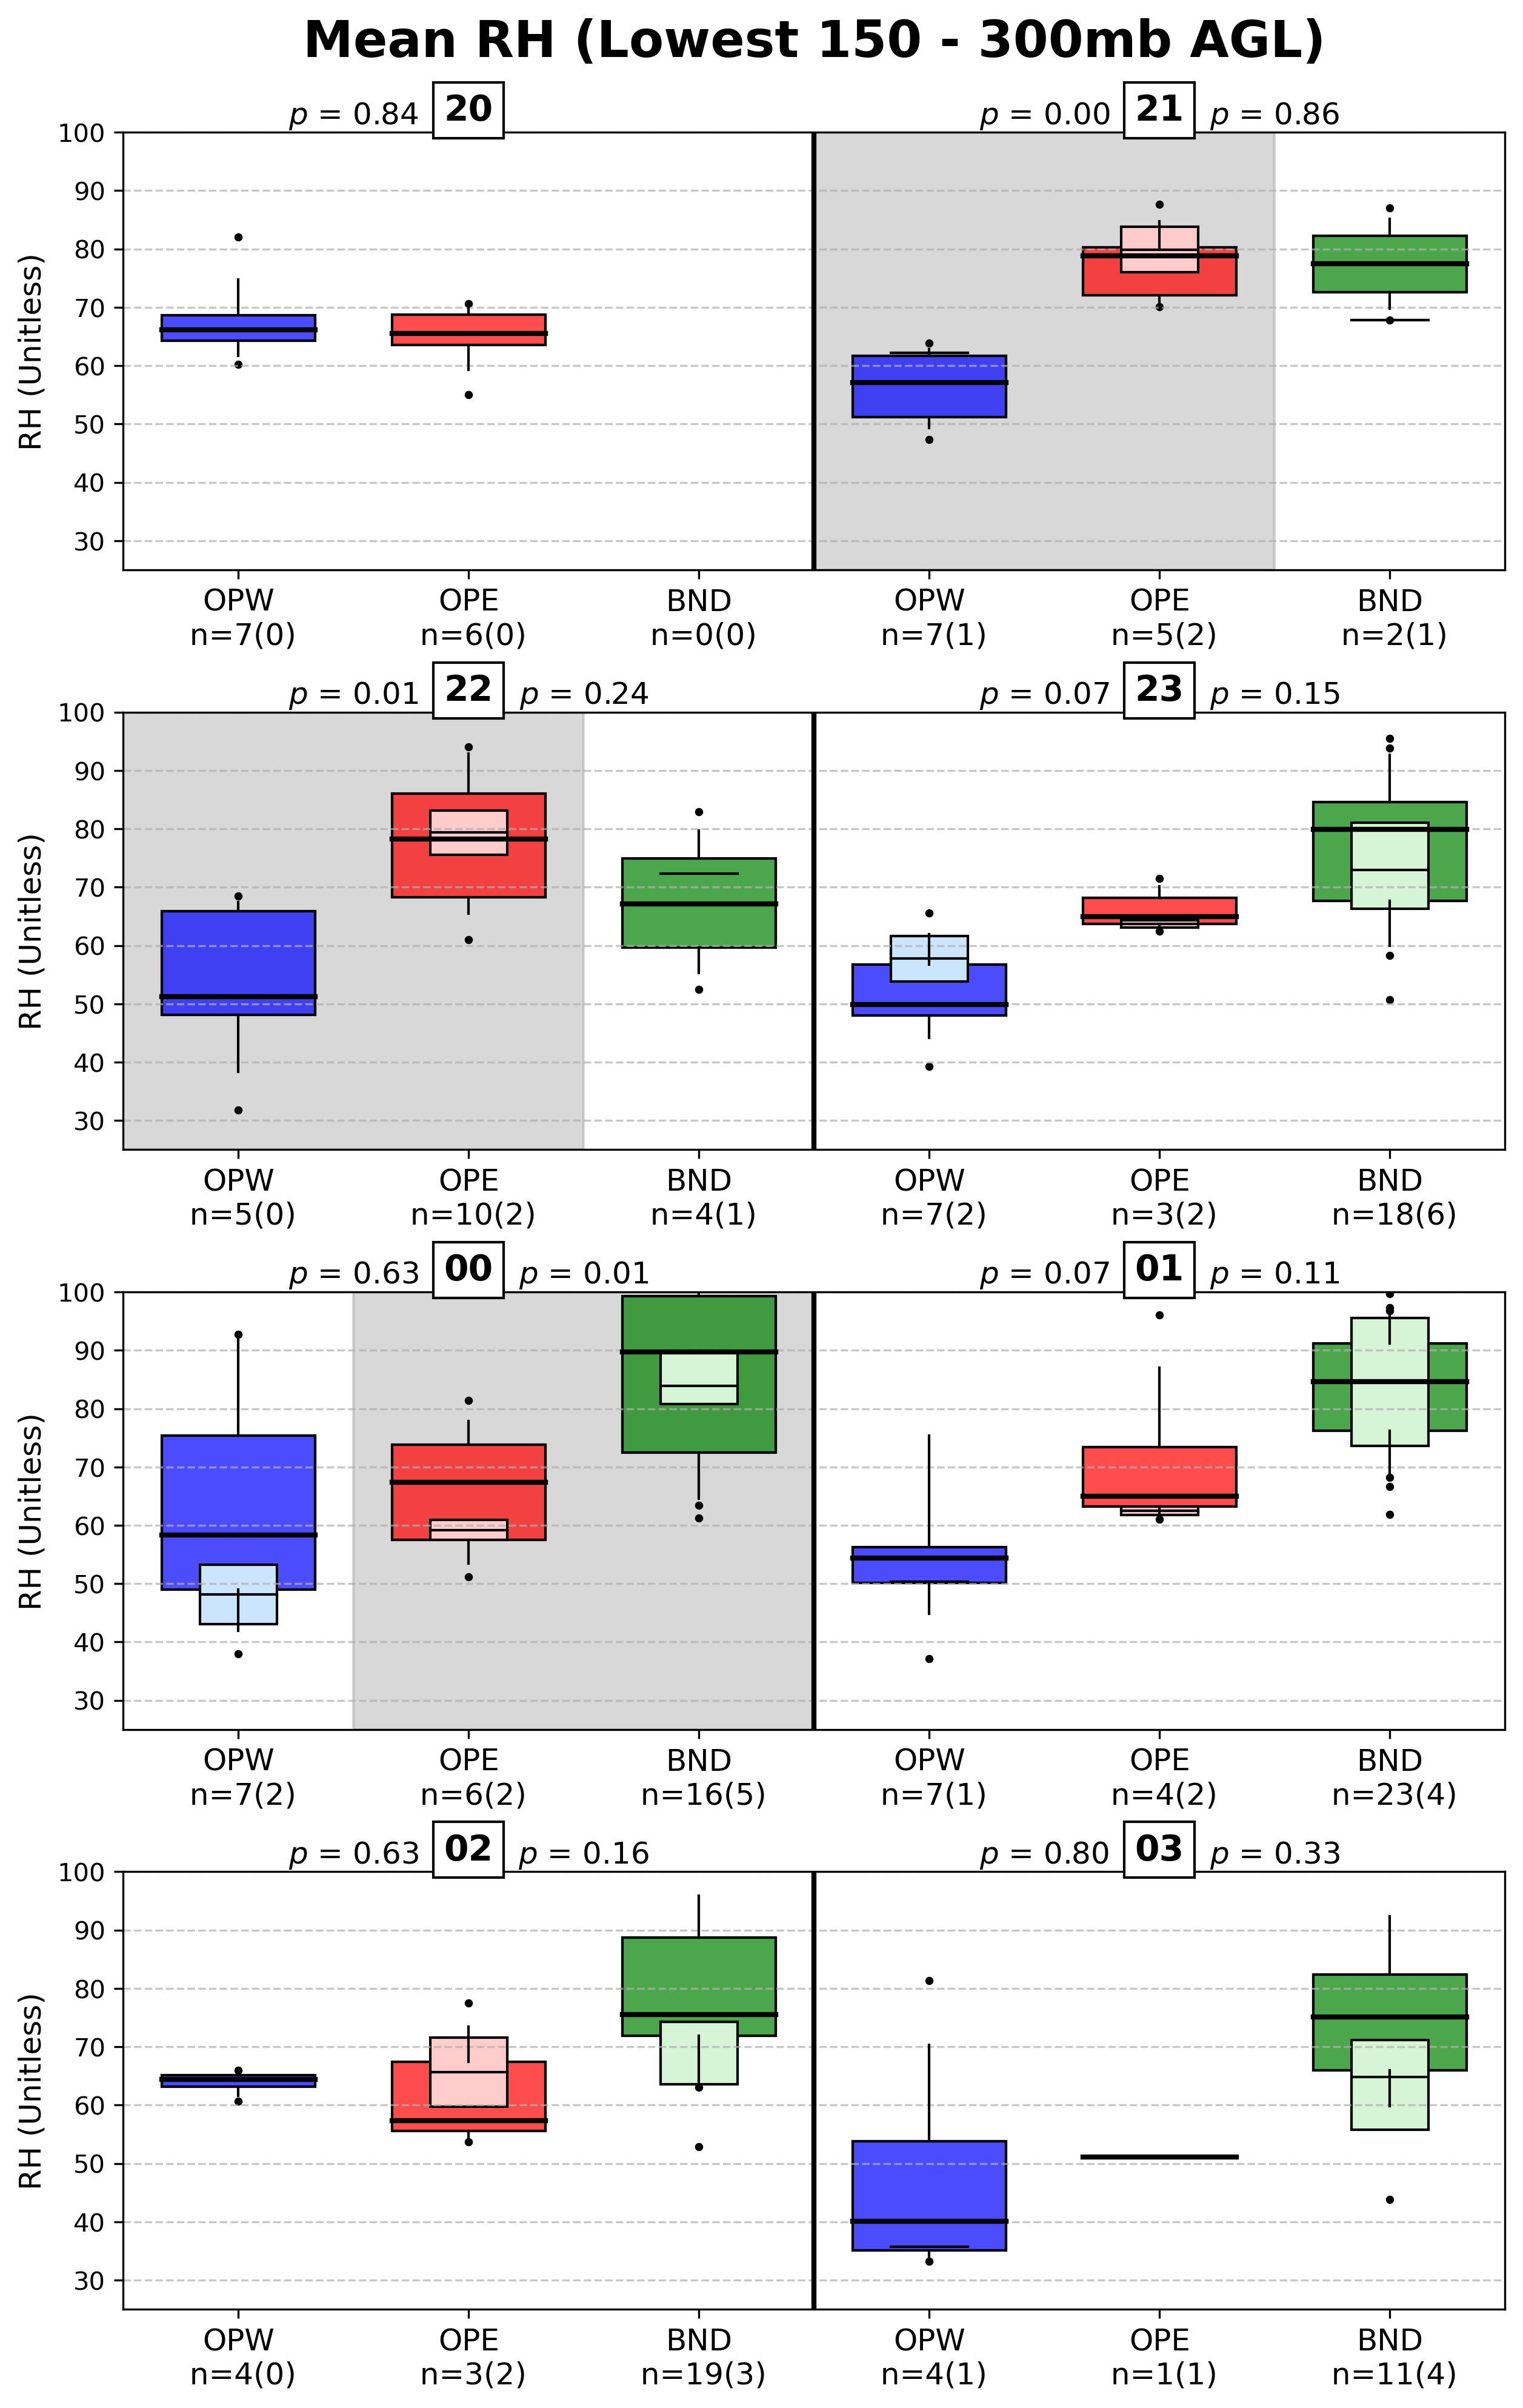 Mean RH (Lowest 150 - 300mb AGL)
p = 0.84 20
p = 0.00 21 p = 0.86
RH (Unitless)
100
90
80
70
60
50
40
30
OPW OPE BND OPW OPE BND
n=7(0) n=6(0) n=0(0) n=7(1) n=5(2) n=2(1)
p = 0.01 22 p = 0.24
p = 0.07 23 p = 0.15
RH (Unitless)
100
90
80
70
60
50
40
30
OPW OPE BND OPW OPE BND
n=5(0) n=10(2) n=4(1) n=7(2) n=3(2) n=18(6)
p = 0.63 00 p = 0.01
p = 0.07 01 p = 0.11
RH (Unitless)
100
90
80
70
60
50
40
30
OPW OPE BND OPW OPE BND
n=7(2) n=6(2) n=16(5) n=7(1) n=4(2) n=23(4)
p = 0.63 02 p = 0.16
p = 0.80 03 p = 0.33
RH (Unitless)
100
90
80
70
60
50
40
30
OPW OPE BND OPW OPE BND
n=4(0) n=3(2) n=19(3) n=4(1) n=1(1) n=11(4)